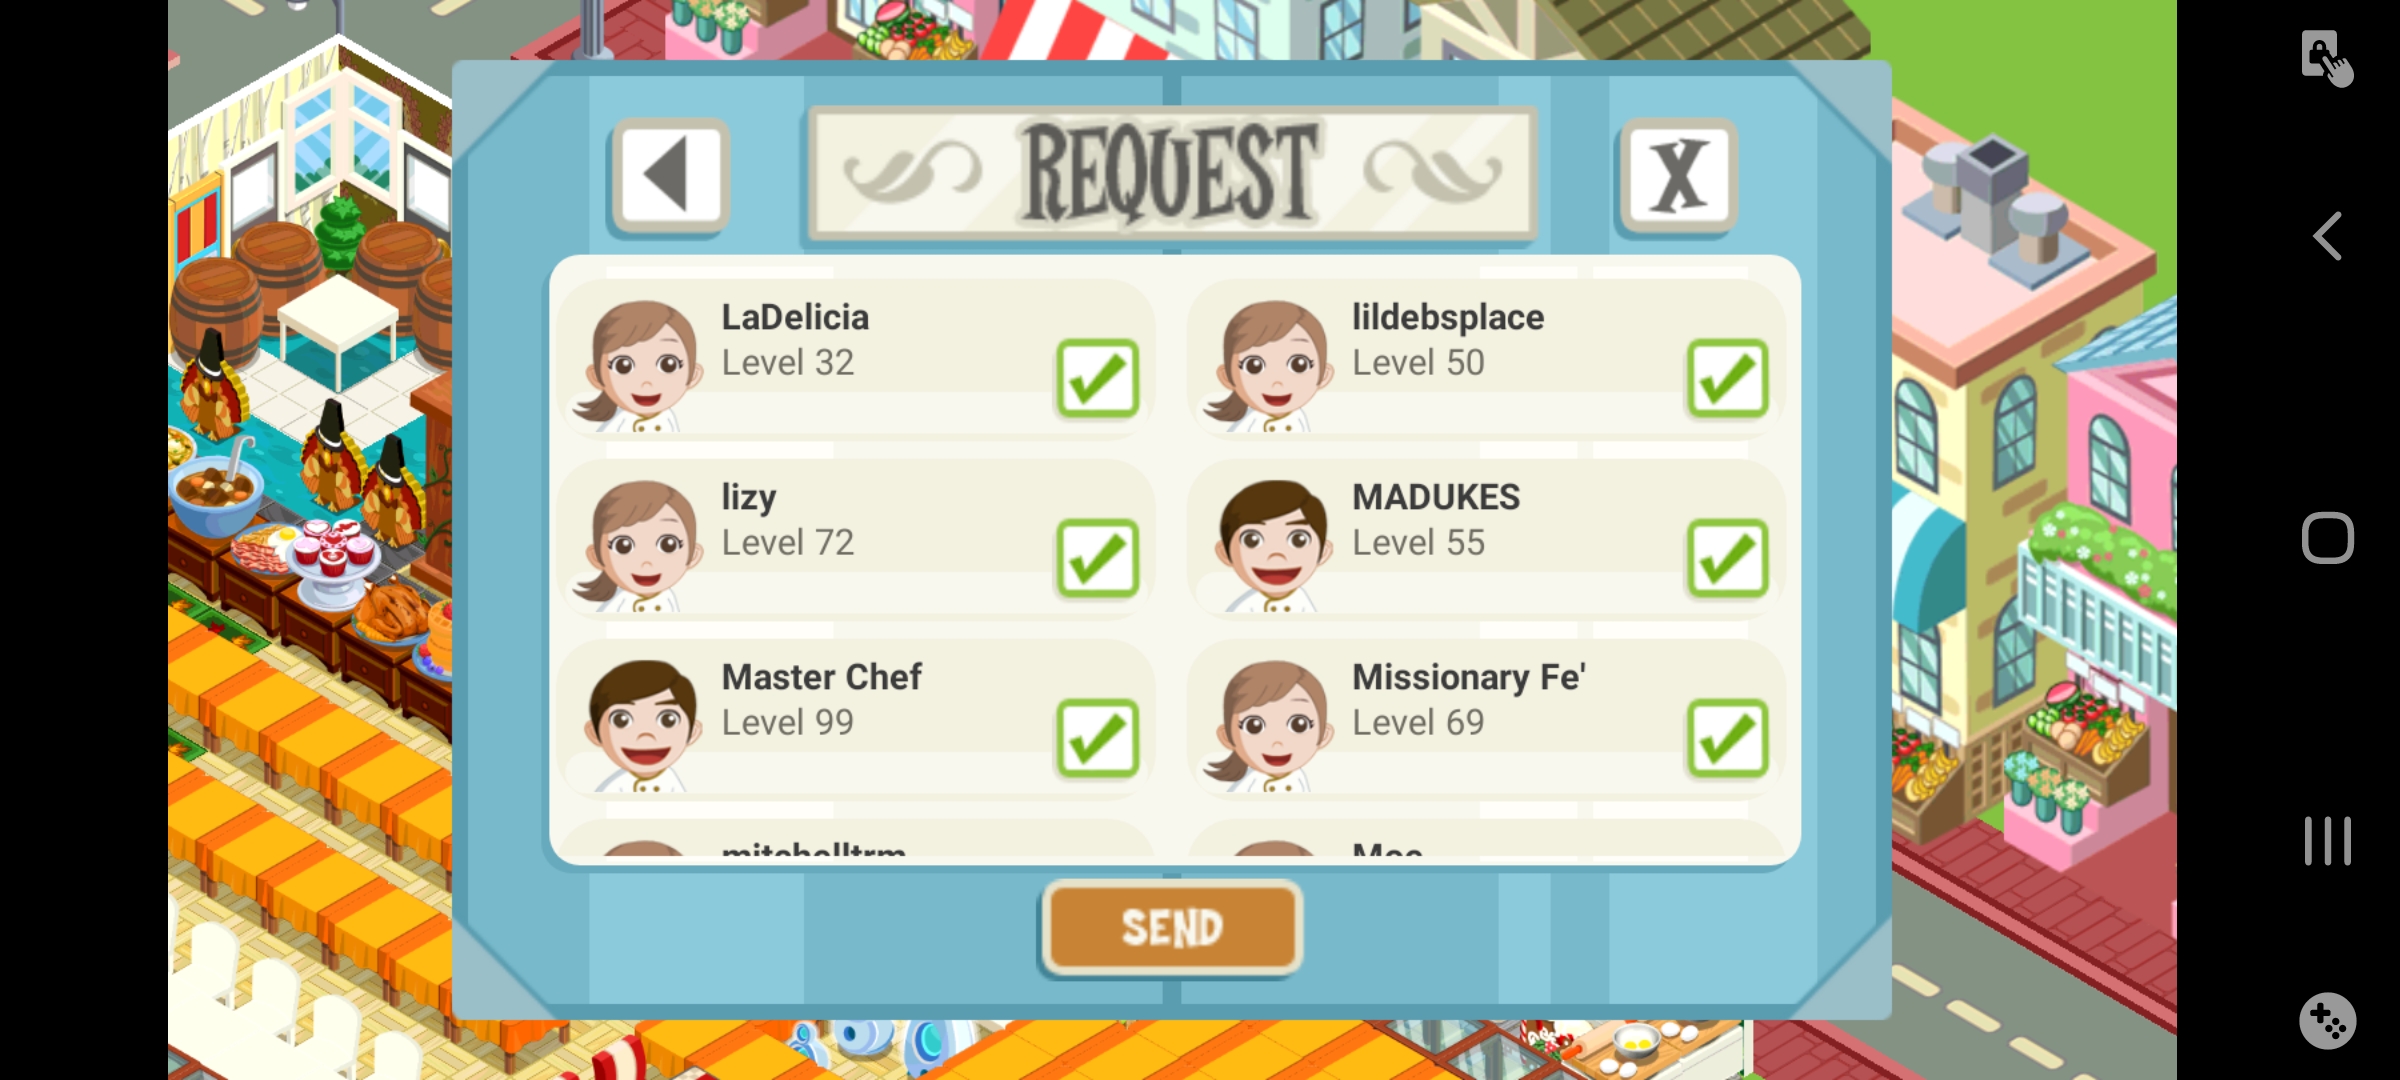 REQUEST
X
LaDelicia
Level 32
lildebsplace
Level 50
lizy
Level 72
MADUKES
Level 55
Master Chef
Level 99
Missionary Fe'
Level 69
SEND